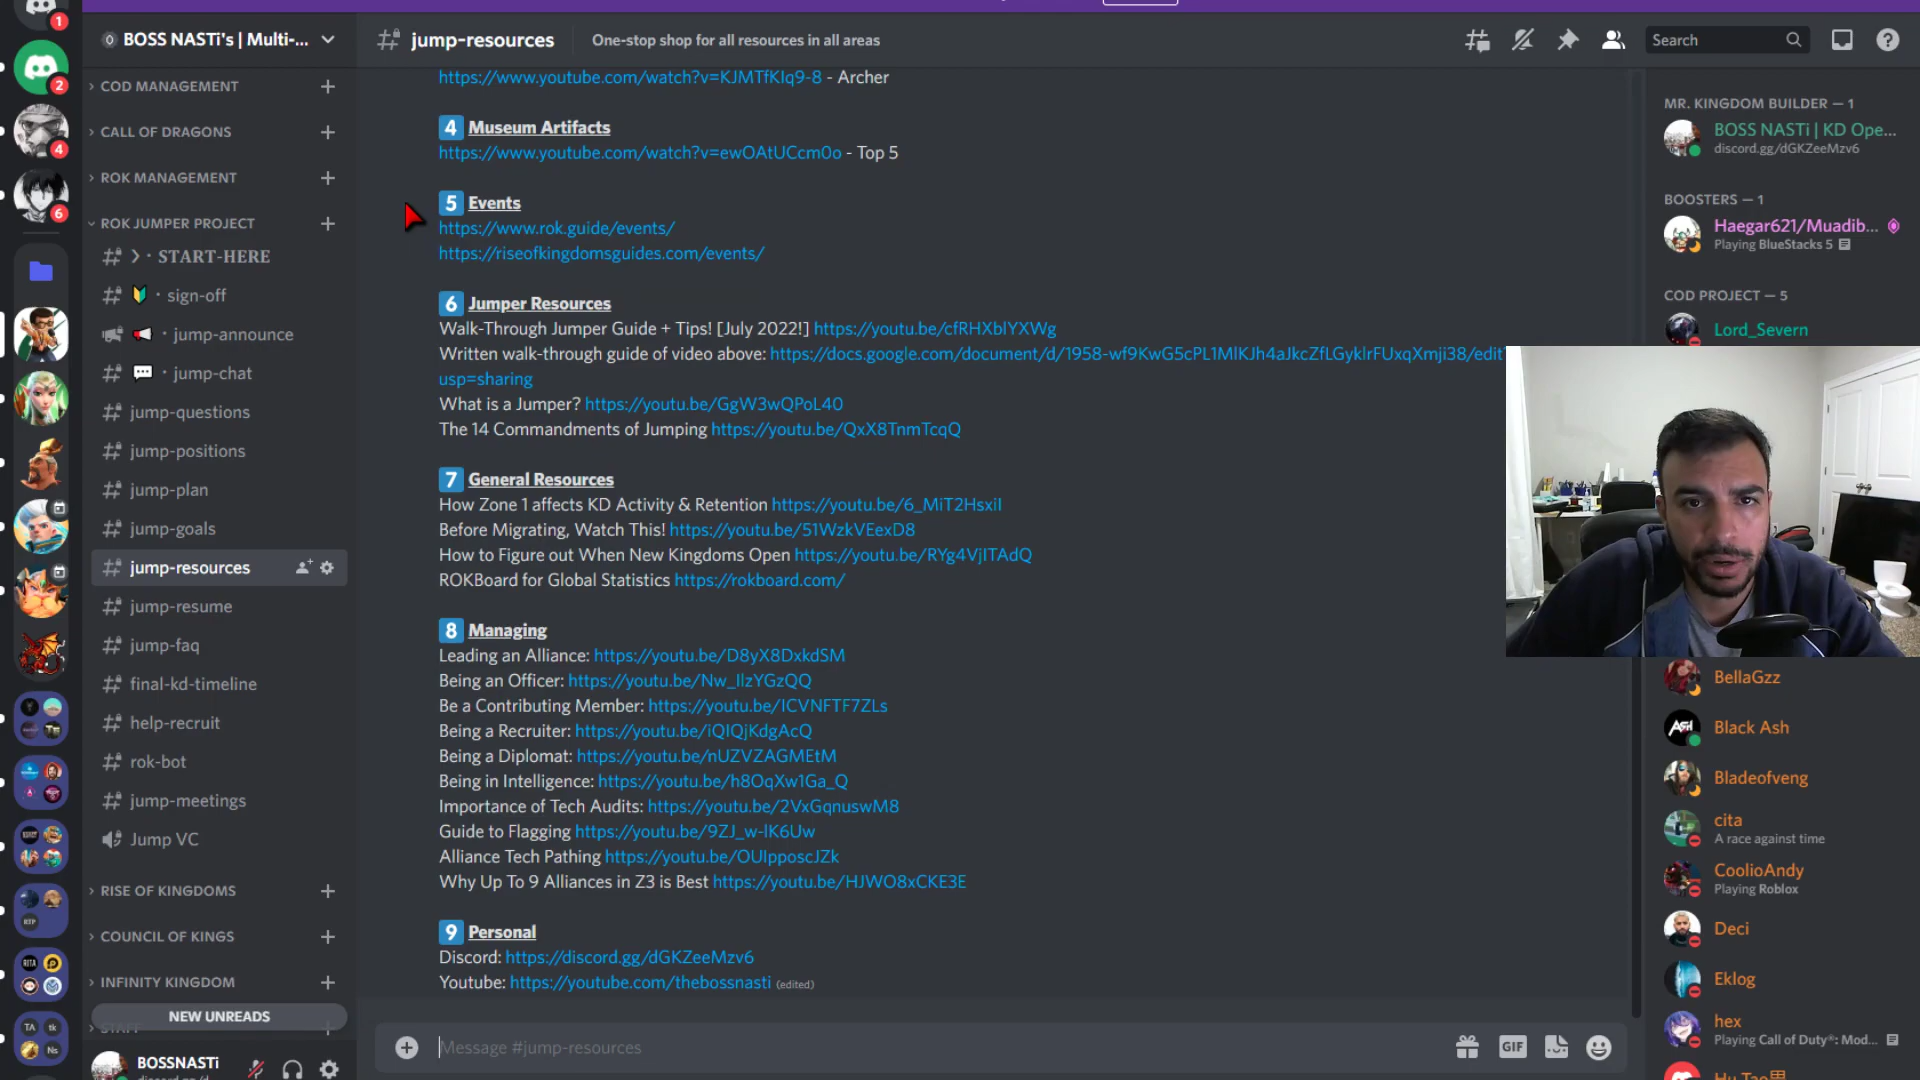 1
2
4
6
BOSS NASTi's | Multi-...
COD MANAGEMENT
CALL OF DRAGONS
ROK MANAGEMENT
ROK JUMPER PROJECT
START-HERE
sign-off
jump-announce
jump-chat
jump-questions
jump-positions
jump-plan
jump-goals
jump-resources
jump-resume
jump-faq
final-kd-timeline
help-recruit
rok-bot
jump-meetings
Jump VC
RISE OF KINGDOMS
COUNCIL OF KINGS
INFINITY KINGDOM
NEW UNREADS
BOSSNASTi
jump-resources
One-stop shop for all resources in all areas
Search
https://www.youtube.com/watch?v=KJMTfKIq9-8 - Archer
4 Museum Artifacts
https://www.youtube.com/watch?v=ewOAtUCcm0o - Top 5
5 Events
https://www.rok.guide/events/
https://riseofkingdomsguides.com/events/
6 Jumper Resources
Walk-Through Jumper Guide + Tips! [July 2022!] https://youtu.be/cfRHXblYXWg
Written walk-through guide of video above: https://docs.google.com/document/d/1958-wf9KwG5cPL1MlKJh4aJkcZfLGyklrFUxqXmji38/edit
usp=sharing
What is a Jumper? https://youtu.be/GgW3wQPoL40
The 14 Commandments of Jumping https://youtu.be/QxX8TnmTcqQ
7 General Resources
How Zone 1 affects KD Activity & Retention https://youtu.be/6_MiT2HsxiI
Before Migrating, Watch This! https://youtu.be/51WzkVEexD8
How to Figure out When New Kingdoms Open https://youtu.be/RYg4VjITAdQ
ROKBoard for Global Statistics https://rokboard.com/
8 Managing
Leading an Alliance: https://youtu.be/D8yX8DxkdSM
Being an Officer: https://youtu.be/Nw_lIzYGzQQ
Be a Contributing Member: https://youtu.be/ICVNFTF7ZLs
Being a Recruiter: https://youtu.be/iQIQjKdgAcQ
Being a Diplomat: https://youtu.be/nUZVZAGMEtM
Being in Intelligence: https://youtu.be/h8OqXw1Ga_Q
Importance of Tech Audits: https://youtu.be/2VxGqnuswM8
Guide to Flagging https://youtu.be/9ZJ_w-lK6Uw
Alliance Tech Pathing https://youtu.be/OUIpposcJZk
Why Up To 9 Alliances in Z3 is Best https://youtu.be/HJWO8xCKE3E
9 Personal
Discord: https://discord.gg/dGKZeeMzv6
Youtube: https://youtube.com/thebossnasti (edited)
Message #jump-resources
GIF
MR. KINGDOM BUILDER — 1
BOSS NASTi | KD Ope...
discord.gg/dGKZeeMzv6
BOOSTERS — 1
Haegar621/Muadib...
Playing BlueStacks 5
COD PROJECT — 5
Lord_Severn
BellaGzz
Black Ash
Bladeofveng
cita
A race against time
CoolioAndy
Playing Roblox
Deci
Eklog
hex
Playing Call of Duty®: Mod...